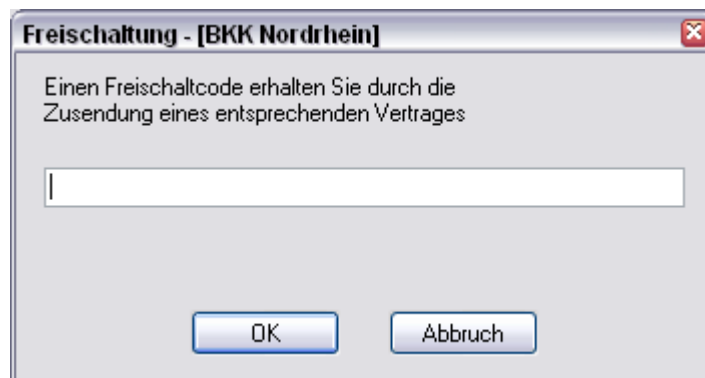 Freischaltung - [BKK Nordrhein]
Einen Freischaltcode erhalten Sie durch die
Zusendung eines entsprechenden Vertrages
OK
Abbruch